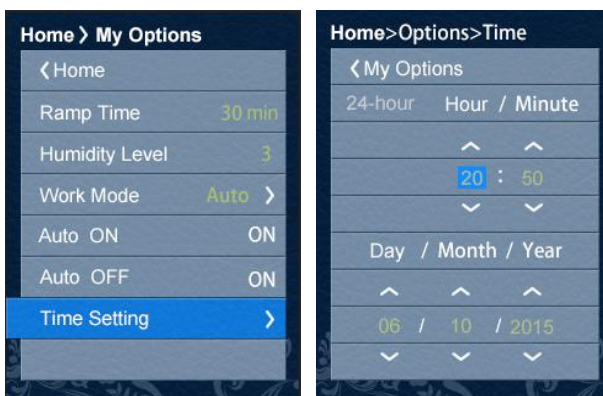 Home > My Options
< Home
Ramp Time 30 min
Humidity Level 3
Work Mode Auto >
Auto ON ON
Auto OFF ON
Time Setting >
Home>Options>Time
< My Options
24-hour Hour / Minute
20 : 50
Day / Month / Year
06 / 10 / 2015